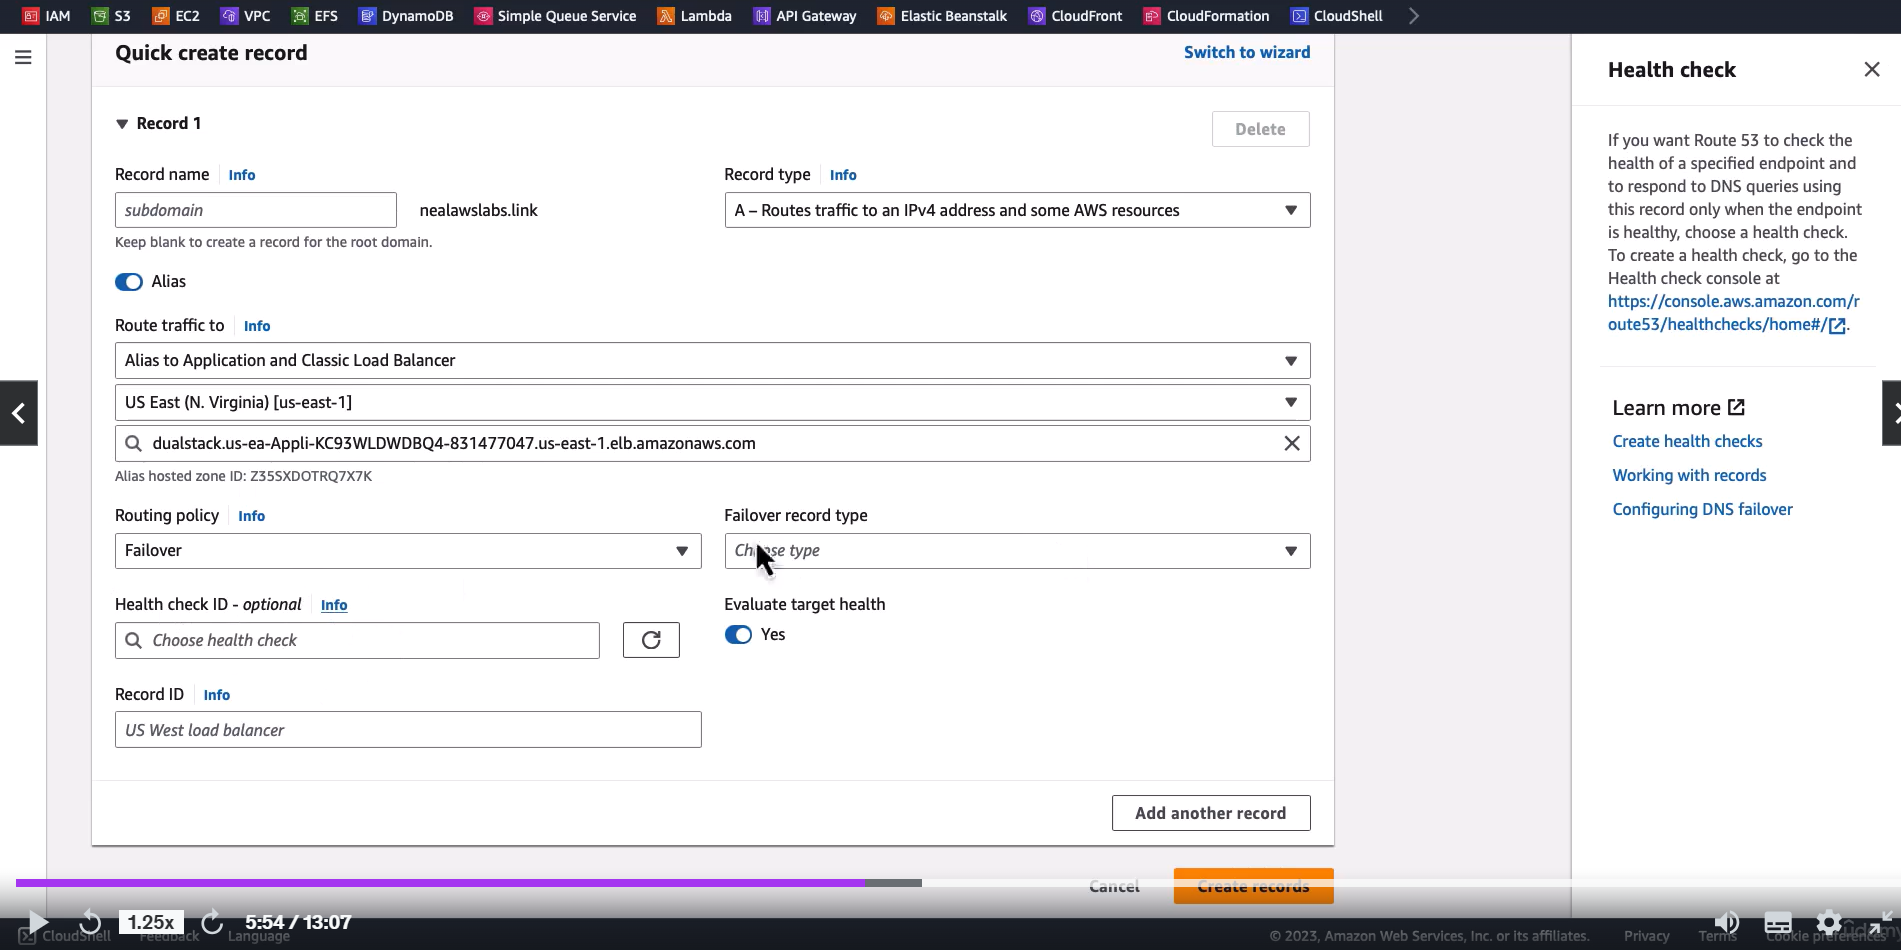 IAM S3 EC2 VPC EFS DynamoDB Simple Queue Service Lambda API Gateway Elastic Beanstalk CloudFront CloudFormation CloudShell
Quick create record
Switch to wizard
Record 1
Delete
Record name Info
Record type Info
subdomain
nealawslabs.link
A – Routes traffic to an IPv4 address and some AWS resources
Keep blank to create a record for the root domain.
Alias
Route traffic to Info
Alias to Application and Classic Load Balancer
US East (N. Virginia) [us-east-1]
dualstack.us-ea-Appli-KC93WLDWDBQ4-831477047.us-east-1.elb.amazonaws.com
Alias hosted zone ID: Z35SXDOTRQ7X7K
Routing policy Info
Failover record type
Failover
Choose type
Health check ID - optional Info
Evaluate target health
Choose health check
Yes
Record ID Info
US West load balancer
Add another record
Cancel
Create records
Health check
If you want Route 53 to check the
health of a specified endpoint and
to respond to DNS queries using
this record only when the endpoint
is healthy, choose a health check.
To create a health check, go to the
Health check console at
https://console.aws.amazon.com/r
oute53/healthchecks/home#/.
Learn more
Create health checks
Working with records
Configuring DNS failover
1.25x
5:54 / 13:07
CloudShell Feedback Language
© 2023, Amazon Web Services, Inc. or its affiliates. Privacy Terms Cookie preferences